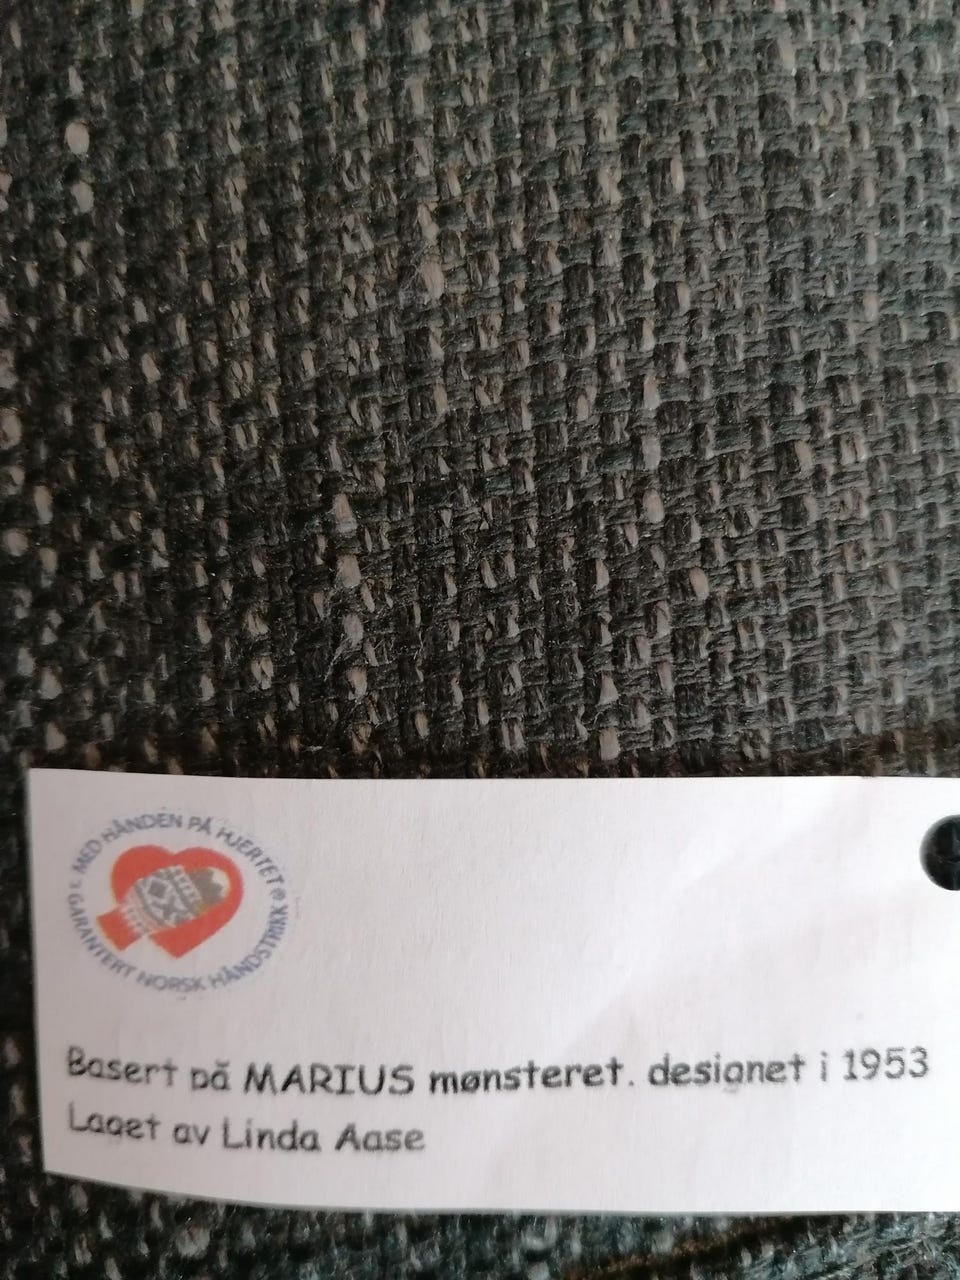 MED HÅNDEN PÅ HJERTET
GARANTERT NORSK HÅNDSTRIKK
Basert på MARIUS mønsteret. designet i 1953
Laget av Linda Aase